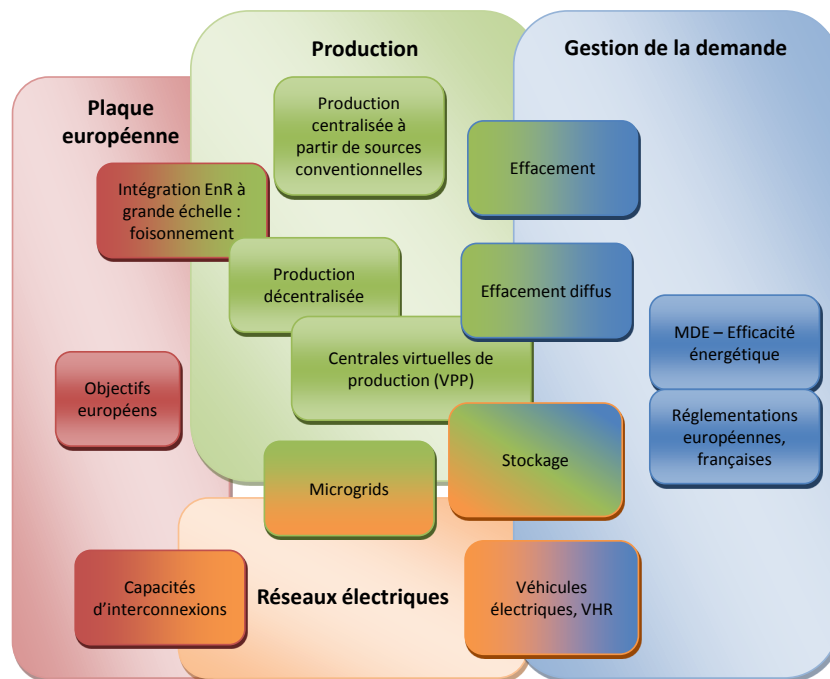 Production
Gestion de la demande
Plaque
européenne
Production
centralisée à
partir de sources
conventionnelles
Effacement
Intégration EnR à
grande échelle :
foisonnement
Production
décentralisée
Effacement diffus
MDE – Efficacité
énergétique
Centrales virtuelles de
production (VPP)
Objectifs
européens
Réglementations
européennes,
françaises
Stockage
Microgrids
Capacités
d’interconnexions
Réseaux électriques
Véhicules
électriques, VHR